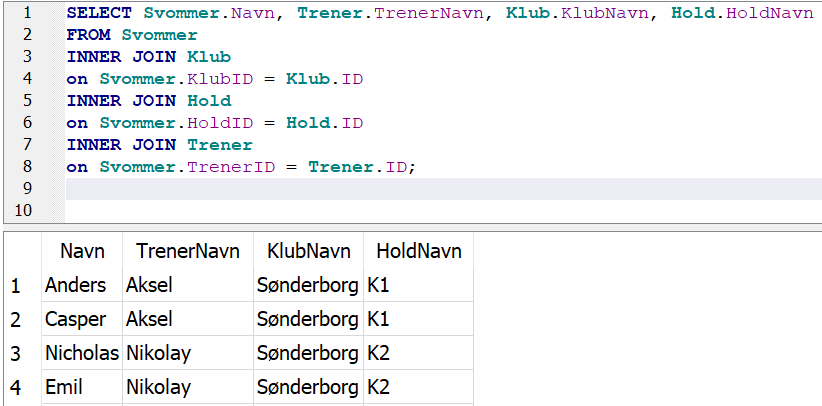 1 SELECT Svommer.Navn, Trener.TrenerNavn, Klub.KlubNavn, Hold.HoldNavn
2 FROM Svommer
3 INNER JOIN Klub
4 on Svommer.KlubID = Klub.ID
5 INNER JOIN Hold
6 on Svommer.HoldID = Hold.ID
7 INNER JOIN Trener
8 on Svommer.TrenerID = Trener.ID;
9
10
Navn TrenerNavn KlubNavn HoldNavn
1 Anders Aksel Sønderborg K1
2 Casper Aksel Sønderborg K1
3 Nicholas Nikolay Sønderborg K2
4 Emil Nikolay Sønderborg K2